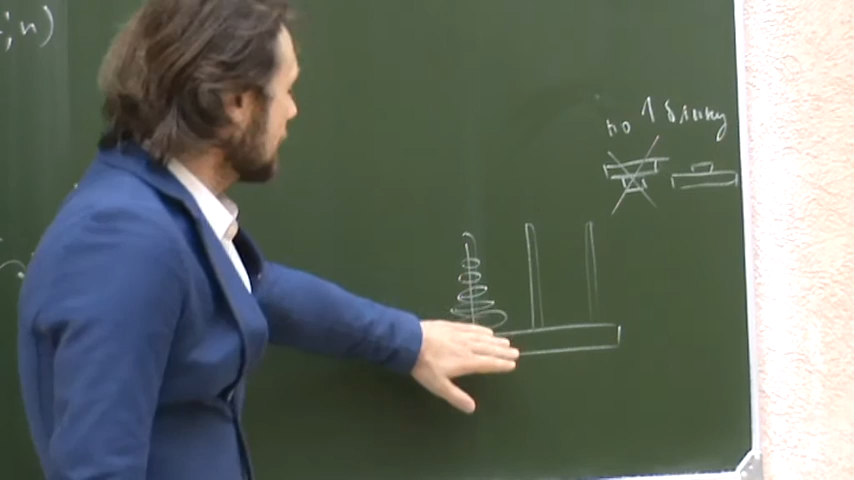 ;n)
по 1 блину